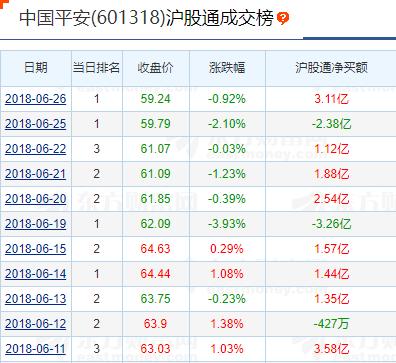 中国平安(601318)沪股通成交榜
日期 当日排名 收盘价 涨跌幅 沪股通净买额
2018-06-26 1 59.24 -0.92% 3.11亿
2018-06-25 1 59.79 -2.10% -2.38亿
2018-06-22 3 61.07 -0.03% 1.12亿
2018-06-21 2 61.09 -1.23% 1.88亿
2018-06-20 2 61.85 -0.39% 2.54亿
2018-06-19 1 62.09 -3.93% -3.26亿
2018-06-15 2 64.63 0.29% 1.57亿
2018-06-14 1 64.44 1.08% 1.44亿
2018-06-13 2 63.75 -0.23% 1.35亿
2018-06-12 2 63.9 1.38% -427万
2018-06-11 3 63.03 1.03% 3.58亿